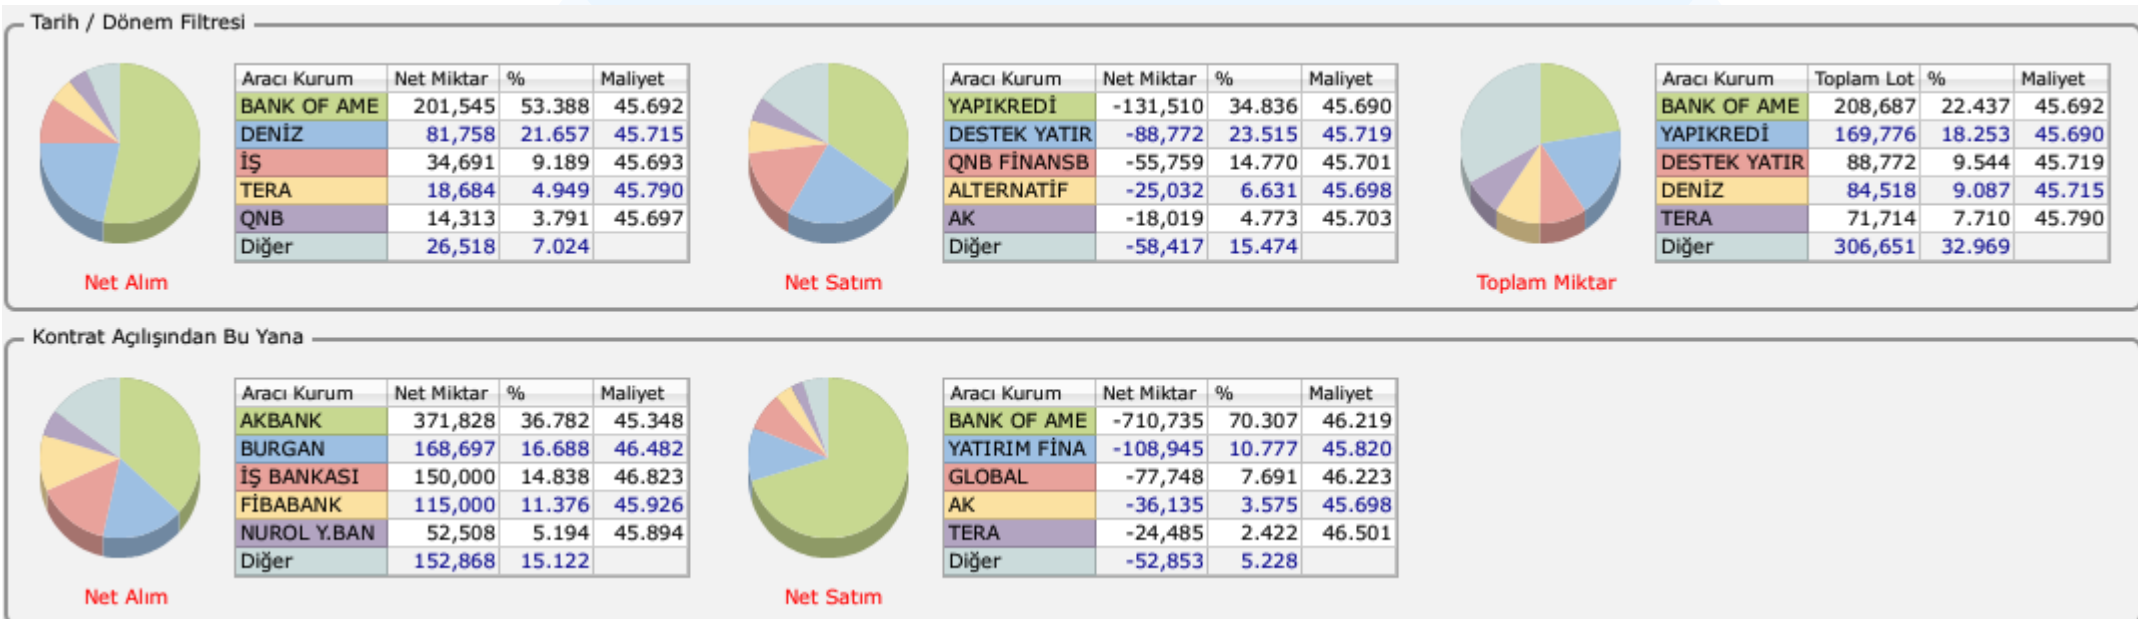 Tarih / Dönem Filtresi
Aracı Kurum Net Miktar % Maliyet
BANK OF AME 201,545 53.388 45.692
DENİZ 81,758 21.657 45.715
İŞ 34,691 9.189 45.693
TERA 18,684 4.949 45.790
QNB 14,313 3.791 45.697
Diğer 26,518 7.024
Net Alım
Aracı Kurum Net Miktar % Maliyet
YAPIKREDİ -131,510 34.836 45.690
DESTEK YATIR -88,772 23.515 45.719
QNB FİNANSB -55,759 14.770 45.701
ALTERNATİF -25,032 6.631 45.698
AK -18,019 4.773 45.703
Diğer -58,417 15.474
Net Satım
Aracı Kurum Toplam Lot % Maliyet
BANK OF AME 208,687 22.437 45.692
YAPIKREDİ 169,776 18.253 45.690
DESTEK YATIR 88,772 9.544 45.719
DENİZ 84,518 9.087 45.715
TERA 71,714 7.710 45.790
Diğer 306,651 32.969
Toplam Miktar
Kontrat Açılışından Bu Yana
Aracı Kurum Net Miktar % Maliyet
AKBANK 371,828 36.782 45.348
BURGAN 168,697 16.688 46.482
İŞ BANKASI 150,000 14.838 46.823
FİBABANK 115,000 11.376 45.926
NUROL Y.BAN 52,508 5.194 45.894
Diğer 152,868 15.122
Net Alım
Aracı Kurum Net Miktar % Maliyet
BANK OF AME -710,735 70.307 46.219
YATIRIM FİNA -108,945 10.777 45.820
GLOBAL -77,748 7.691 46.223
AK -36,135 3.575 45.698
TERA -24,485 2.422 46.501
Diğer -52,853 5.228
Net Satım